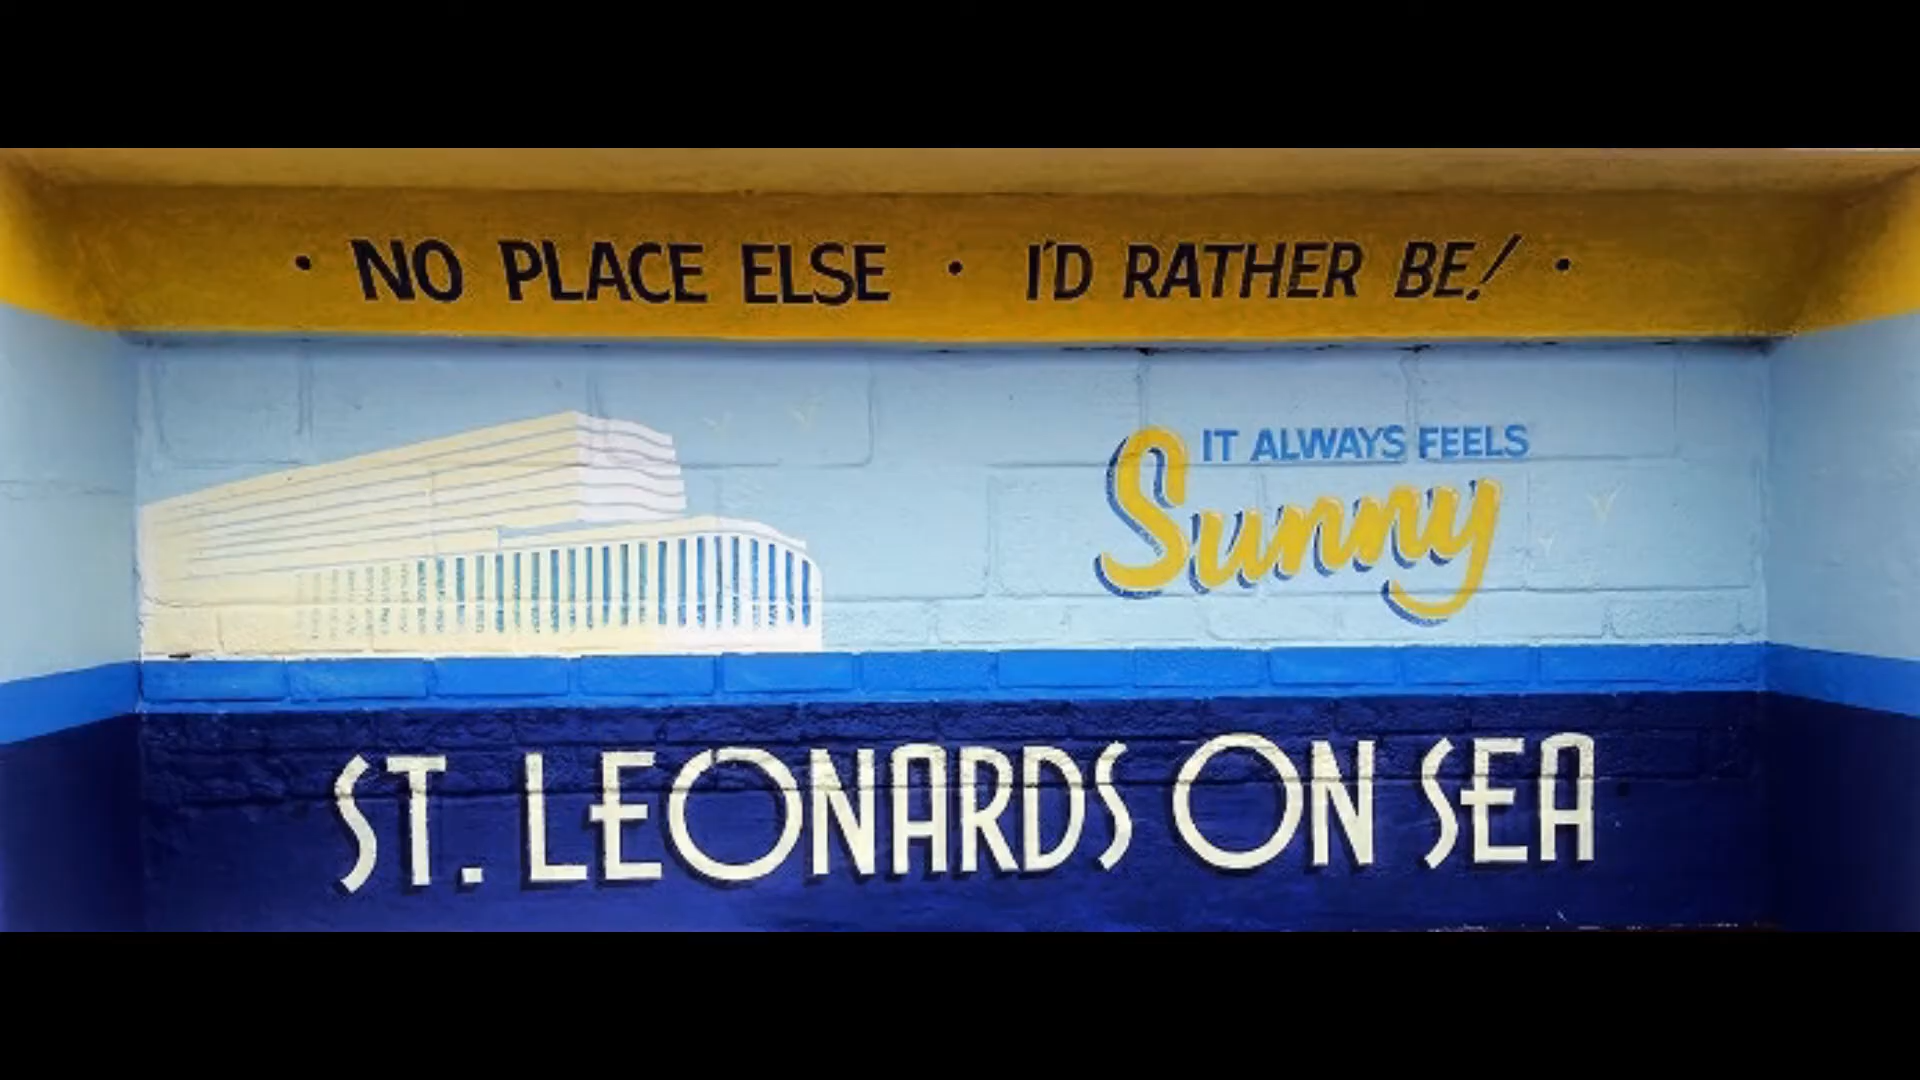 • NO PLACE ELSE • I'D RATHER BE! •
IT ALWAYS FEELS
Sunny
ST. LEONARDS ON SEA